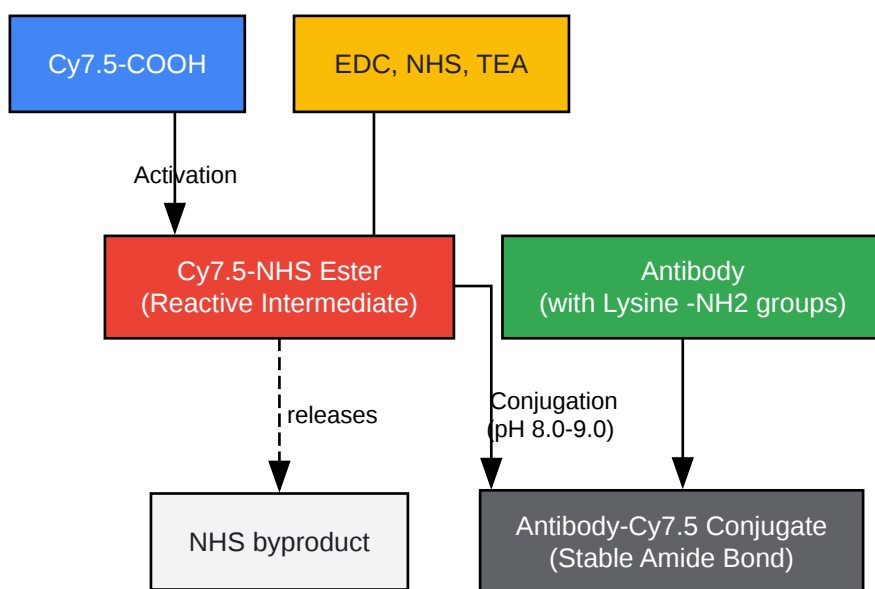 Cy7.5-COOH
EDC, NHS, TEA
Activation
Cy7.5-NHS Ester
(Reactive Intermediate)
Antibody
(with Lysine -NH2 groups)
releases
Conjugation
(pH 8.0-9.0)
NHS byproduct
Antibody-Cy7.5 Conjugate
(Stable Amide Bond)